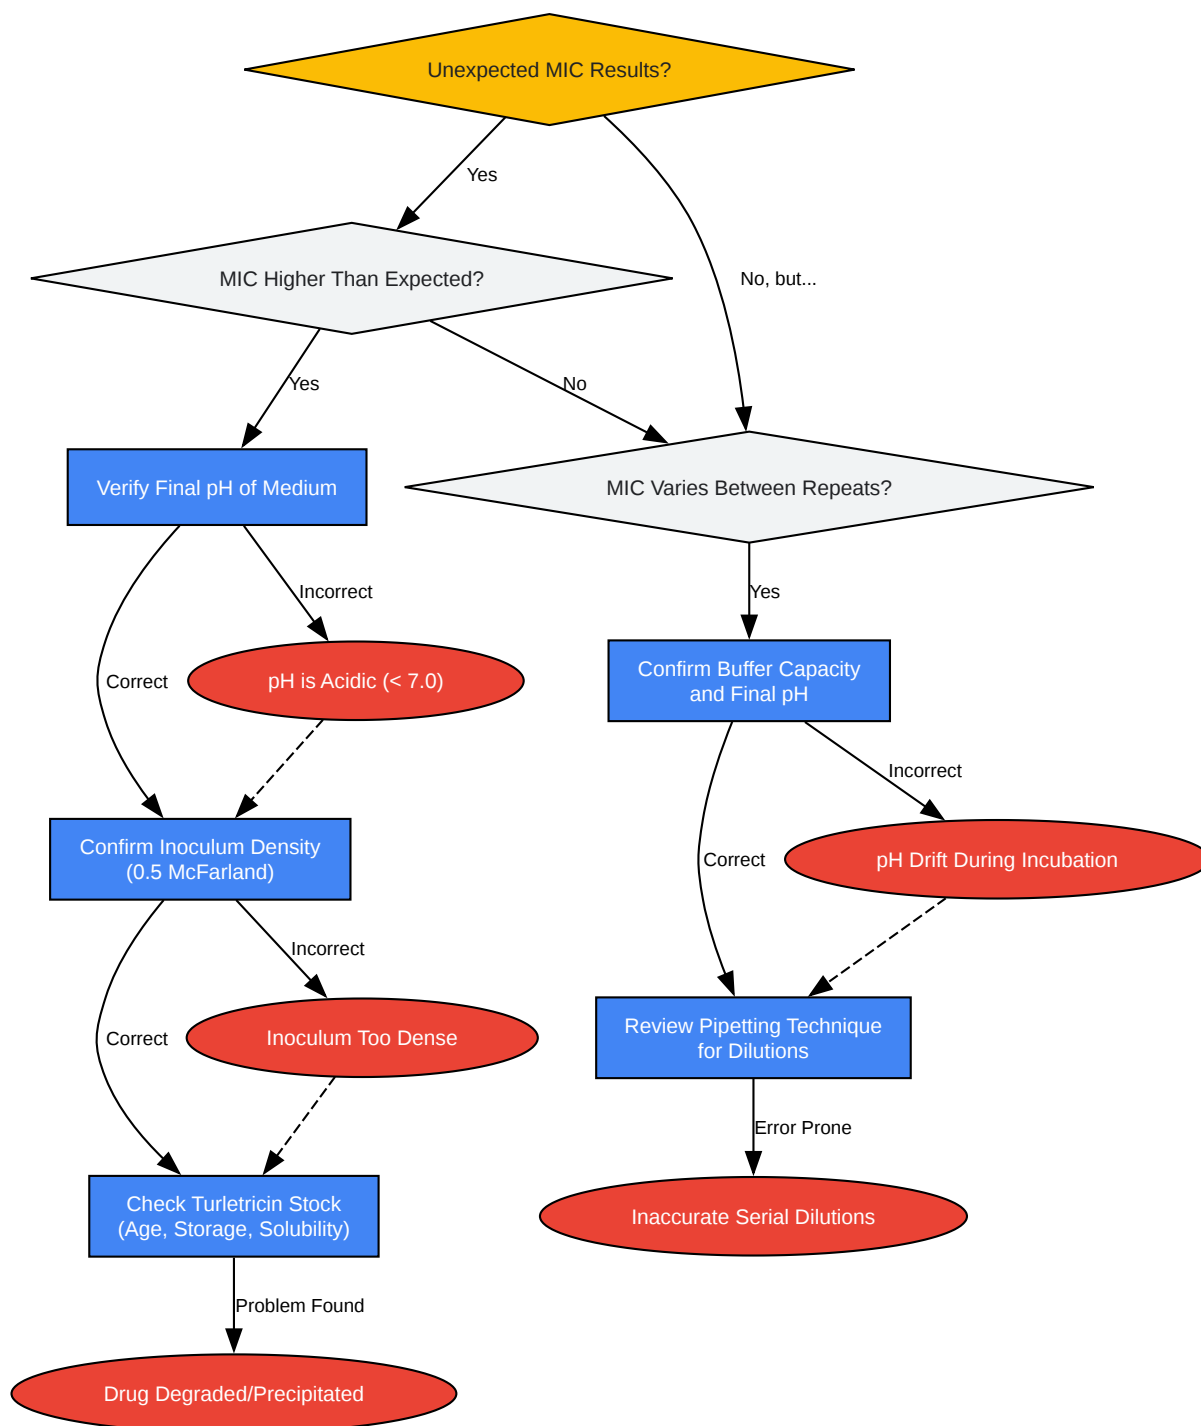 Unexpected MIC Results?
Yes
MIC Higher Than Expected?
No, but...
Yes
No
Verify Final pH of Medium
MIC Varies Between Repeats?
Incorrect
Yes
Correct
pH is Acidic (< 7.0)
Confirm Buffer Capacity
and Final pH
Incorrect
Confirm Inoculum Density
(0.5 McFarland)
Correct
pH Drift During Incubation
Incorrect
Correct
Inoculum Too Dense
Review Pipetting Technique
for Dilutions
Error Prone
Check Turletricin Stock
(Age, Storage, Solubility)
Inaccurate Serial Dilutions
Problem Found
Drug Degraded/Precipitated